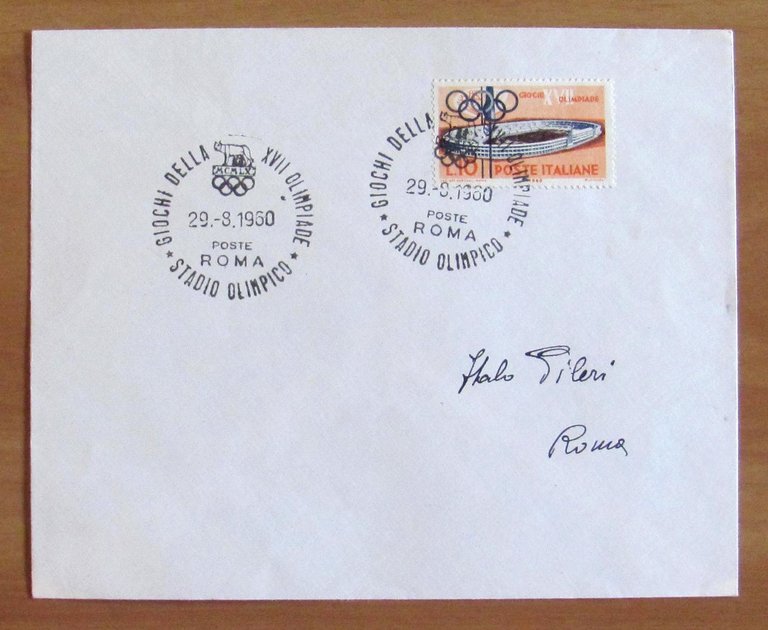 GIOCHI DELLA XVII OLIMPIADE
MCMLX
29.-8.1960
POSTE
ROMA
★ STADIO OLIMPICO ★
GIOCHI DELLA XVII OLIMPIADE
29.-8.1960
POSTE
ROMA
★ STADIO OLIMPICO ★
GIOCHI XVII OLIMPIADE
L.10 POSTE ITALIANE
Italo Pileri
Roma